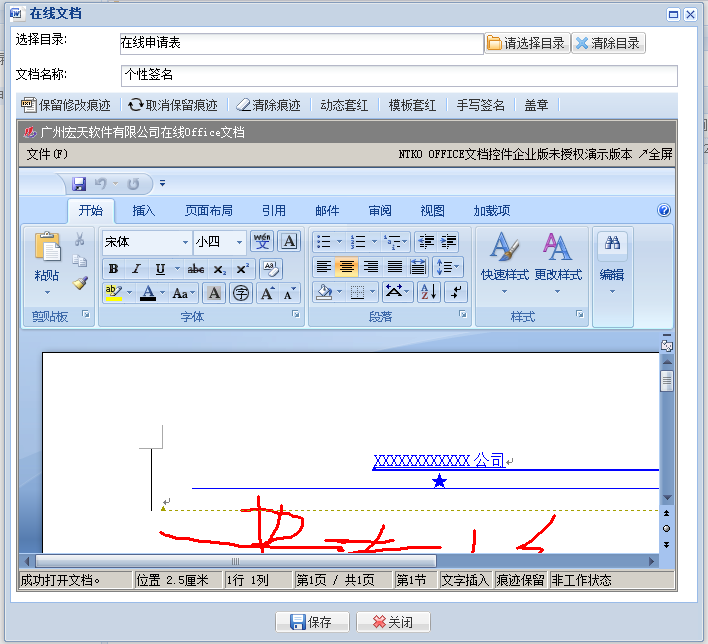 在线文档
选择目录:
在线申请表
请选择目录
清除目录
文档名称:
个性签名
保留修改痕迹
取消保留痕迹
清除痕迹
动态套红
模板套红
手写签名
盖章
广州宏天软件有限公司在线Office文档
文件(F)
NTKO OFFICE文档控件企业版未授权演示版本 ↗全屏
开始
插入
页面布局
引用
邮件
审阅
视图
加载项
粘贴
宋体
小四
wén
文
A
B I U abc x₂ x²
Aa
A
字
A A
快速样式
更改样式
编辑
剪贴板
字体
段落
样式
XXXXXXXXXXXX 公司
★
成功打开文档。
位置 2.5厘米
1行 1列
第1页 / 共1页
第1节
文字插入
痕迹保留
非工作状态
保存
关闭